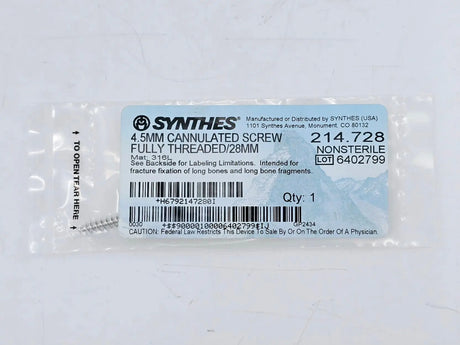 SYNTHES®
Manufactured or Distributed by SYNTHES (USA)
1101 Synthes Avenue, Monument, CO 80132
4.5MM CANNULATED SCREW
FULLY THREADED/28MM
214.728
NONSTERILE
LOT 6402799
Mat: 316L
See Backside for Labeling Limitations. Intended for
fracture fixation of long bones and long bone fragments.
Qty: 1
*H6792147280I
0030
*$$90000100006402799EIJ
GP2434
CAUTION: Federal Law Restricts This Device To Sale By Or On The Order Of A Physician.
TO OPEN TEAR HERE